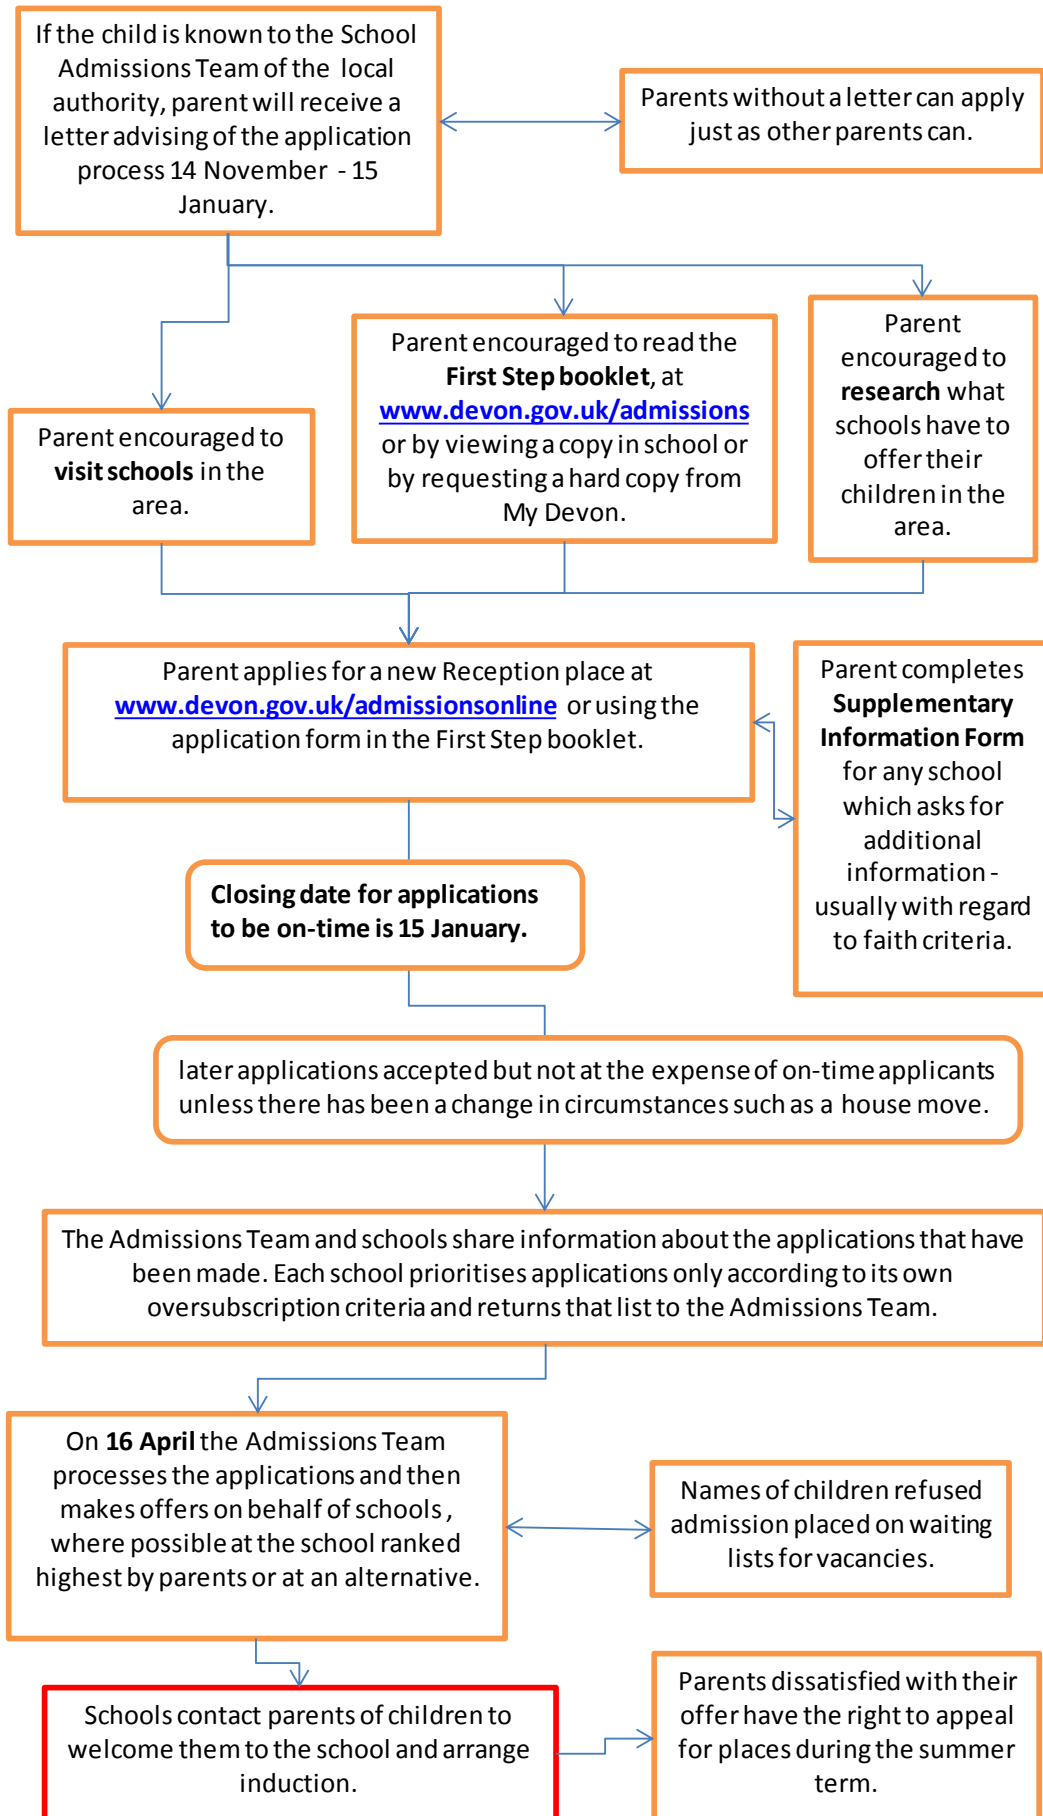 If the child is known to the School
Admissions Team of the local
authority, parent will receive a
letter advising of the application
process 14 November - 15
January.
Parents without a letter can apply
just as other parents can.
Parent encouraged to
visit schools in the
area.
Parent encouraged to read the
First Step booklet, at
www.devon.gov.uk/admissions
or by viewing a copy in school or
by requesting a hard copy from
My Devon.
Parent
encouraged to
research what
schools have to
offer their
children in the
area.
Parent applies for a new Reception place at
www.devon.gov.uk/admissionsonline or using the
application form in the First Step booklet.
Parent completes
Supplementary
Information Form
for any school
which asks for
additional
information -
usually with regard
to faith criteria.
Closing date for applications
to be on-time is 15 January.
later applications accepted but not at the expense of on-time applicants
unless there has been a change in circumstances such as a house move.
The Admissions Team and schools share information about the applications that have
been made. Each school prioritises applications only according to its own
oversubscription criteria and returns that list to the Admissions Team.
On 16 April the Admissions Team
processes the applications and then
makes offers on behalf of schools ,
where possible at the school ranked
highest by parents or at an alternative.
Names of children refused
admission placed on waiting
lists for vacancies.
Schools contact parents of children to
welcome them to the school and arrange
induction.
Parents dissatisfied with their
offer have the right to appeal
for places during the summer
term.